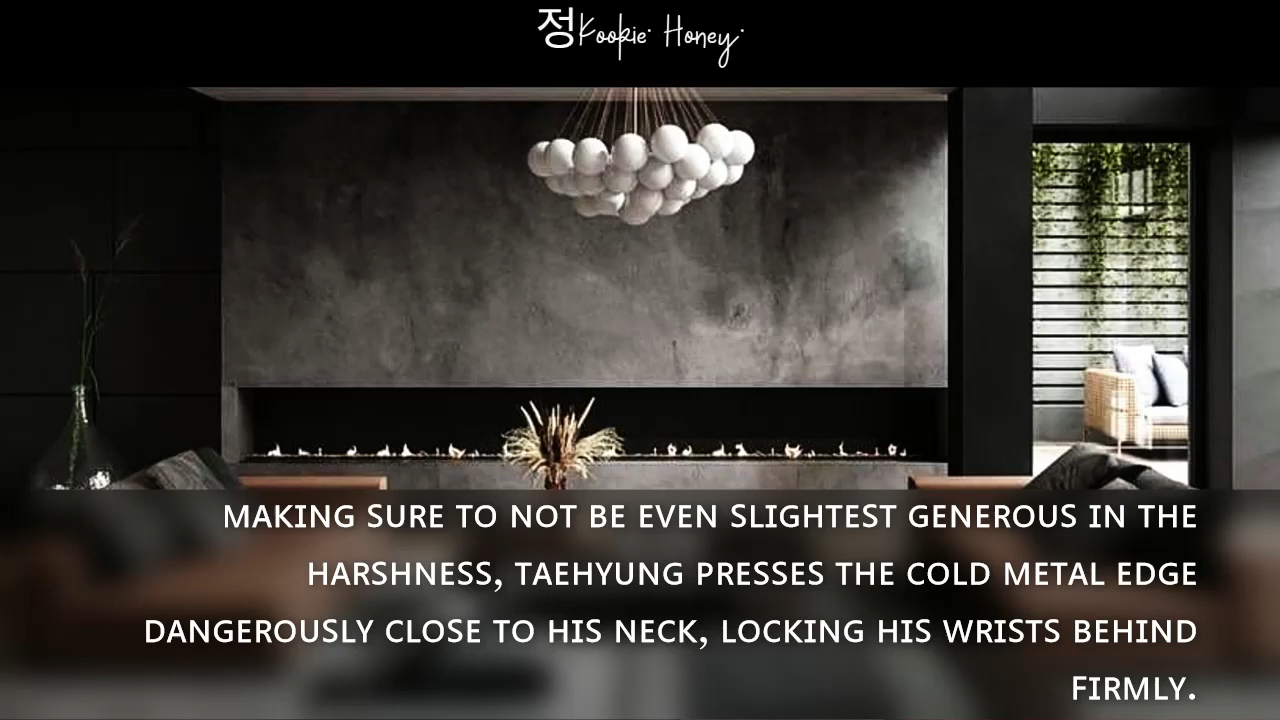 정Kookie Honey
MAKING SURE TO NOT BE EVEN SLIGHTEST GENEROUS IN THE
HARSHNESS, TAEHYUNG PRESSES THE COLD METAL EDGE
DANGEROUSLY CLOSE TO HIS NECK, LOCKING HIS WRISTS BEHIND
FIRMLY.